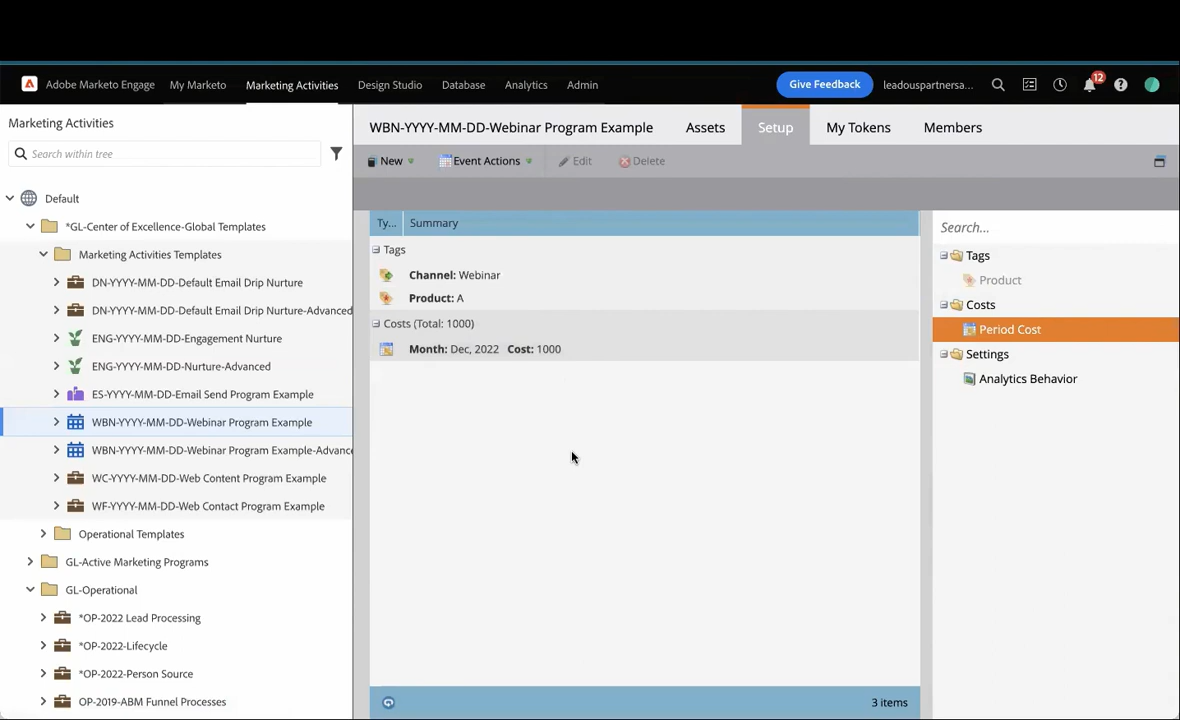 Adobe Marketo Engage
My Marketo
Marketing Activities
Design Studio
Database
Analytics
Admin
Give Feedback
leadouspartnersa...
12
Marketing Activities
Search within tree
Default
*GL-Center of Excellence-Global Templates
Marketing Activities Templates
DN-YYYY-MM-DD-Default Email Drip Nurture
DN-YYYY-MM-DD-Default Email Drip Nurture-Advanced
ENG-YYYY-MM-DD-Engagement Nurture
ENG-YYYY-MM-DD-Nurture-Advanced
ES-YYYY-MM-DD-Email Send Program Example
WBN-YYYY-MM-DD-Webinar Program Example
WBN-YYYY-MM-DD-Webinar Program Example-Advance
WC-YYYY-MM-DD-Web Content Program Example
WF-YYYY-MM-DD-Web Contact Program Example
Operational Templates
GL-Active Marketing Programs
GL-Operational
*OP-2022 Lead Processing
*OP-2022-Lifecycle
*OP-2022-Person Source
OP-2019-ABM Funnel Processes
WBN-YYYY-MM-DD-Webinar Program Example
Assets
Setup
My Tokens
Members
New
Event Actions
Edit
Delete
Ty... Summary
Tags
Channel: Webinar
Product: A
Costs (Total: 1000)
Month: Dec, 2022 Cost: 1000
3 items
Search...
Tags
Product
Costs
Period Cost
Settings
Analytics Behavior